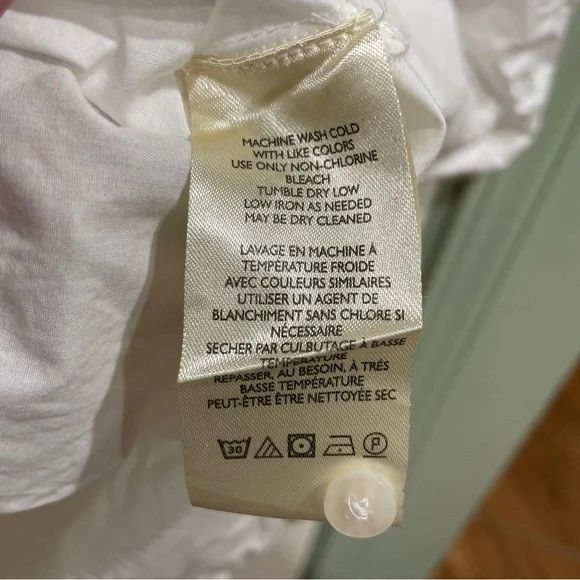 MACHINE WASH COLD
WITH LIKE COLORS
USE ONLY NON-CHLORINE
BLEACH
TUMBLE DRY LOW
LOW IRON AS NEEDED
MAY BE DRY CLEANED
LAVAGE EN MACHINE À
TEMPÉRATURE FROIDE
AVEC COULEURS SIMILAIRES
UTILISER UN AGENT DE
BLANCHIMENT SANS CHLORE SI
NÉCESSAIRE
SECHER PAR CULBUTAGE À BASSE
TEMPERATURE
REPASSER, AU BESOIN, À TRÉS
BASSE TEMPÉRATURE
PEUT-ÊTRE ÊTRE NETTOYÉE SEC
30 P